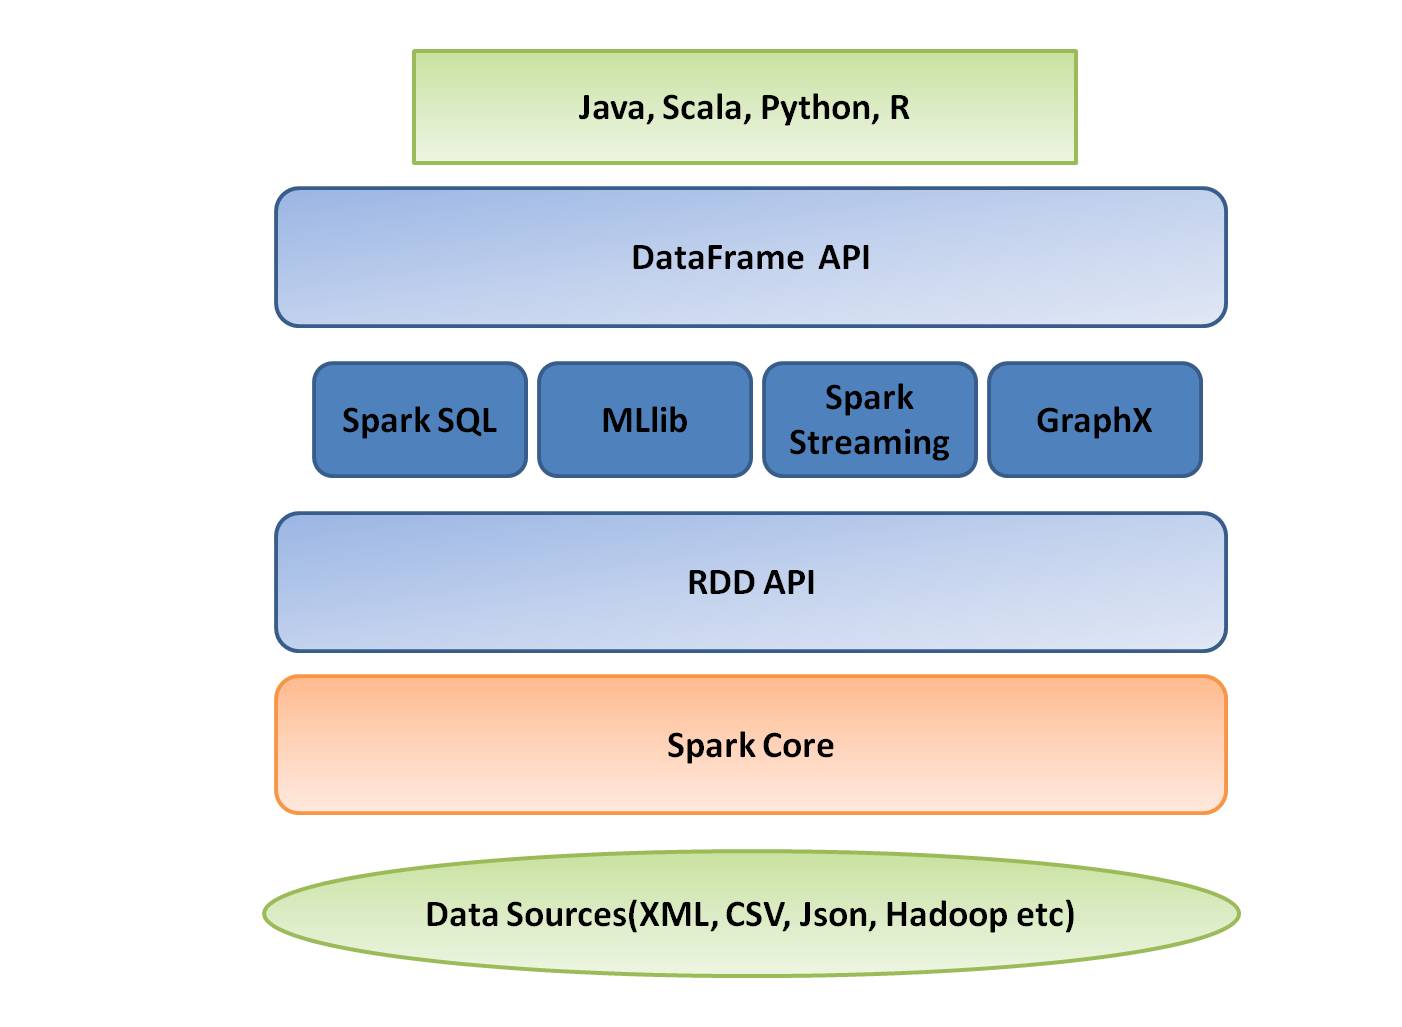 Java, Scala, Python, R
DataFrame API
Spark SQL
MLlib
Spark
Streaming
GraphX
RDD API
Spark Core
Data Sources(XML, CSV, Json, Hadoop etc)